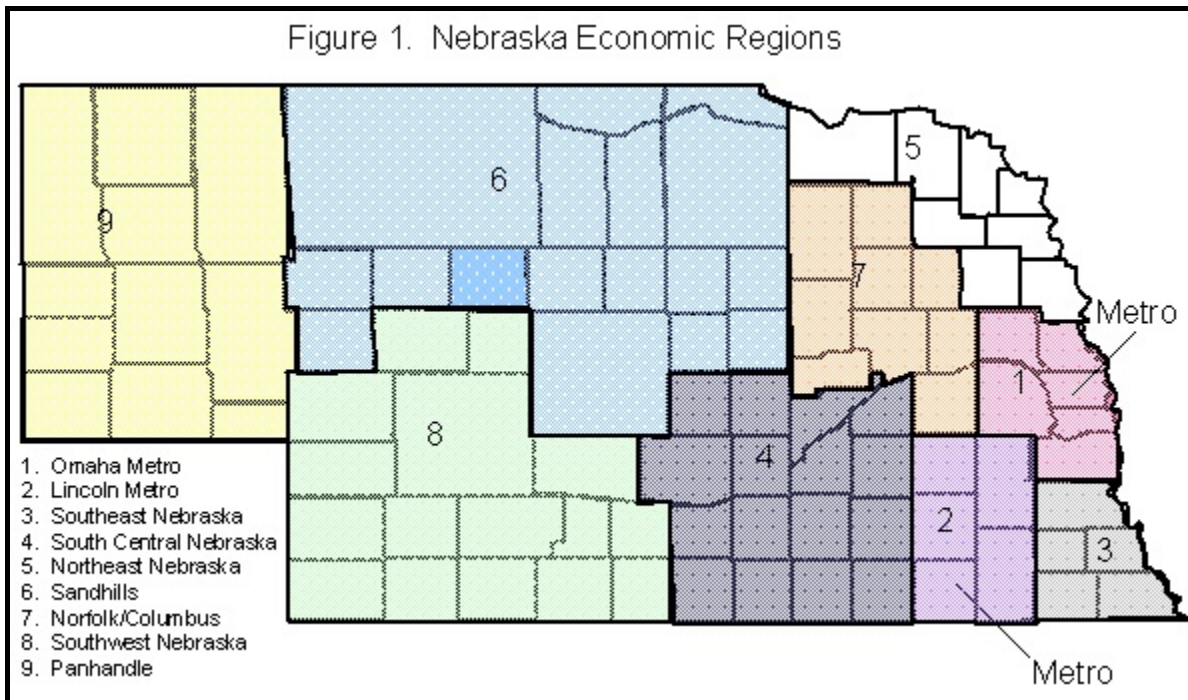 Figure 1. Nebraska Economic Regions
5
6
9
7
Metro
1
8
4
2
3
1. Omaha Metro
2. Lincoln Metro
3. Southeast Nebraska
4. South Central Nebraska
5. Northeast Nebraska
6. Sandhills
7. Norfolk/Columbus
8. Southwest Nebraska
9. Panhandle
Metro